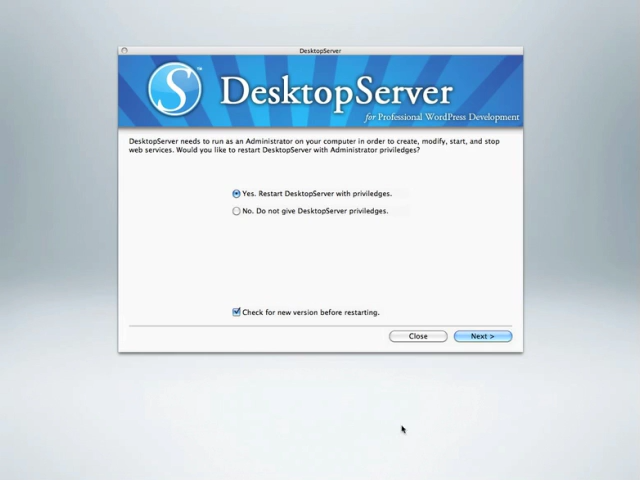 DesktopServer
S™
DesktopServer
for Professional WordPress Development
DesktopServer needs to run as an Administrator on your computer in order to create, modify, start, and stop
web services. Would you like to restart DesktopServer with Administrator priviledges?
Yes. Restart DesktopServer with priviledges.
No. Do not give DesktopServer priviledges.
Check for new version before restarting.
Close
Next >